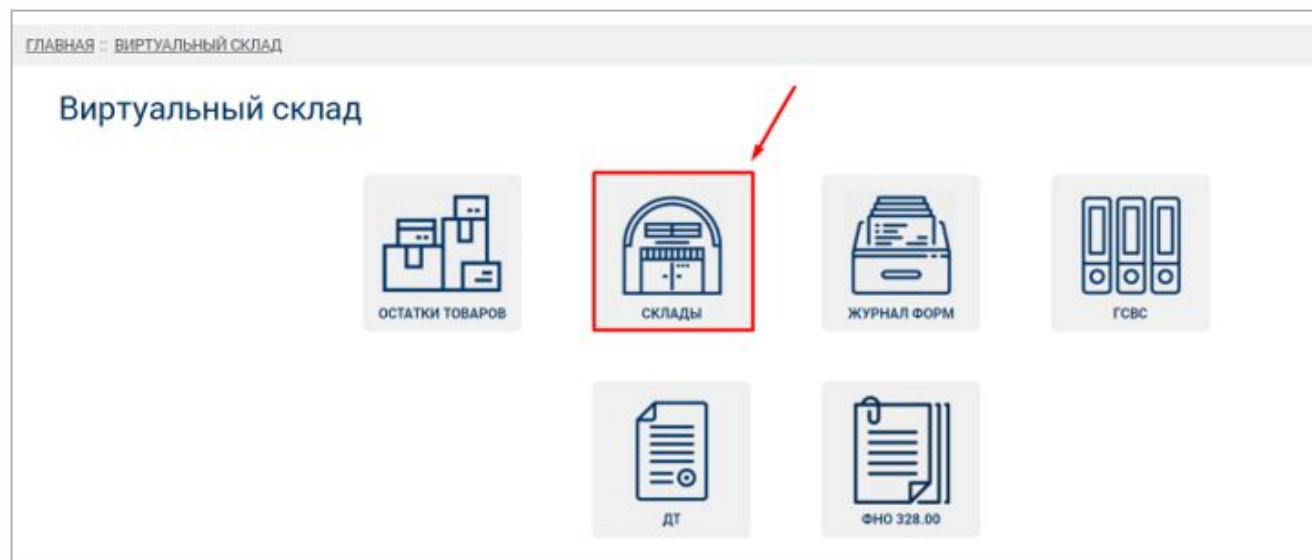 ГЛАВНАЯ :: ВИРТУАЛЬНЫЙ СКЛАД
Виртуальный склад
ОСТАТКИ ТОВАРОВ
СКЛАДЫ
ЖУРНАЛ ФОРМ
ГСВС
ДТ
ФНО 328.00